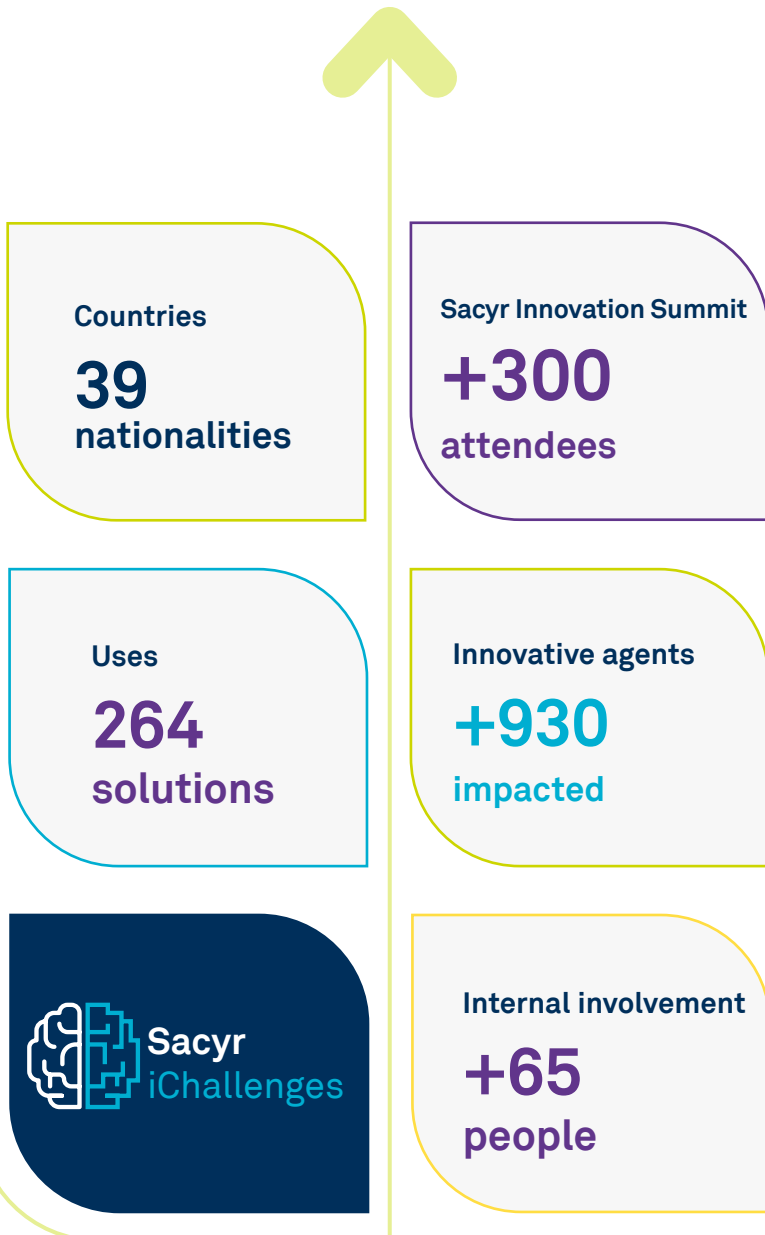 Countries
39
nationalities
Sacyr Innovation Summit
+300
attendees
Uses
264
solutions
Innovative agents
+930
impacted
Sacyr
iChallenges
Internal involvement
+65
people